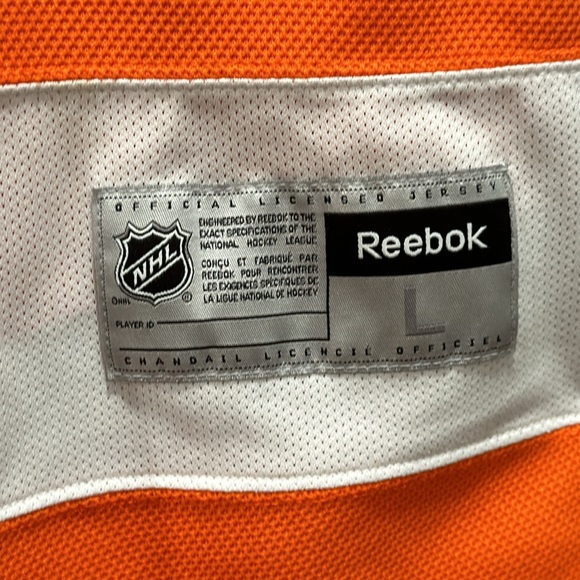 OFFICIAL LICENSED JERSEY
NHL
©NHL
®
ENGINEERED BY REEBOK TO THE
EXACT SPECIFICATIONS OF THE
NATIONAL HOCKEY LEAGUE
CONÇU ET FABRIQUÉ PAR
REEBOK POUR RENCONTRER
LES EXIGENCES SPÉCIFIQUES DE
LA LIGUE NATIONAL DE HOCKEY
PLAYER ID
Reebok
L
CHANDAIL LICENCIÉ OFFICIEL